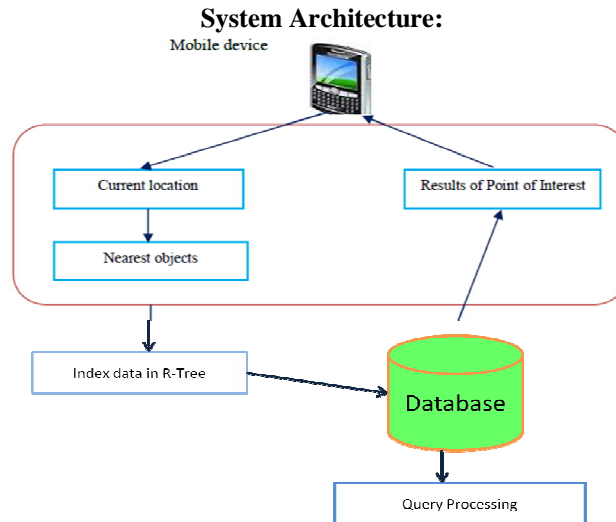 System Architecture:
Mobile device
Current location
Results of Point of Interest
Nearest objects
Index data in R-Tree
Database
Query Processing